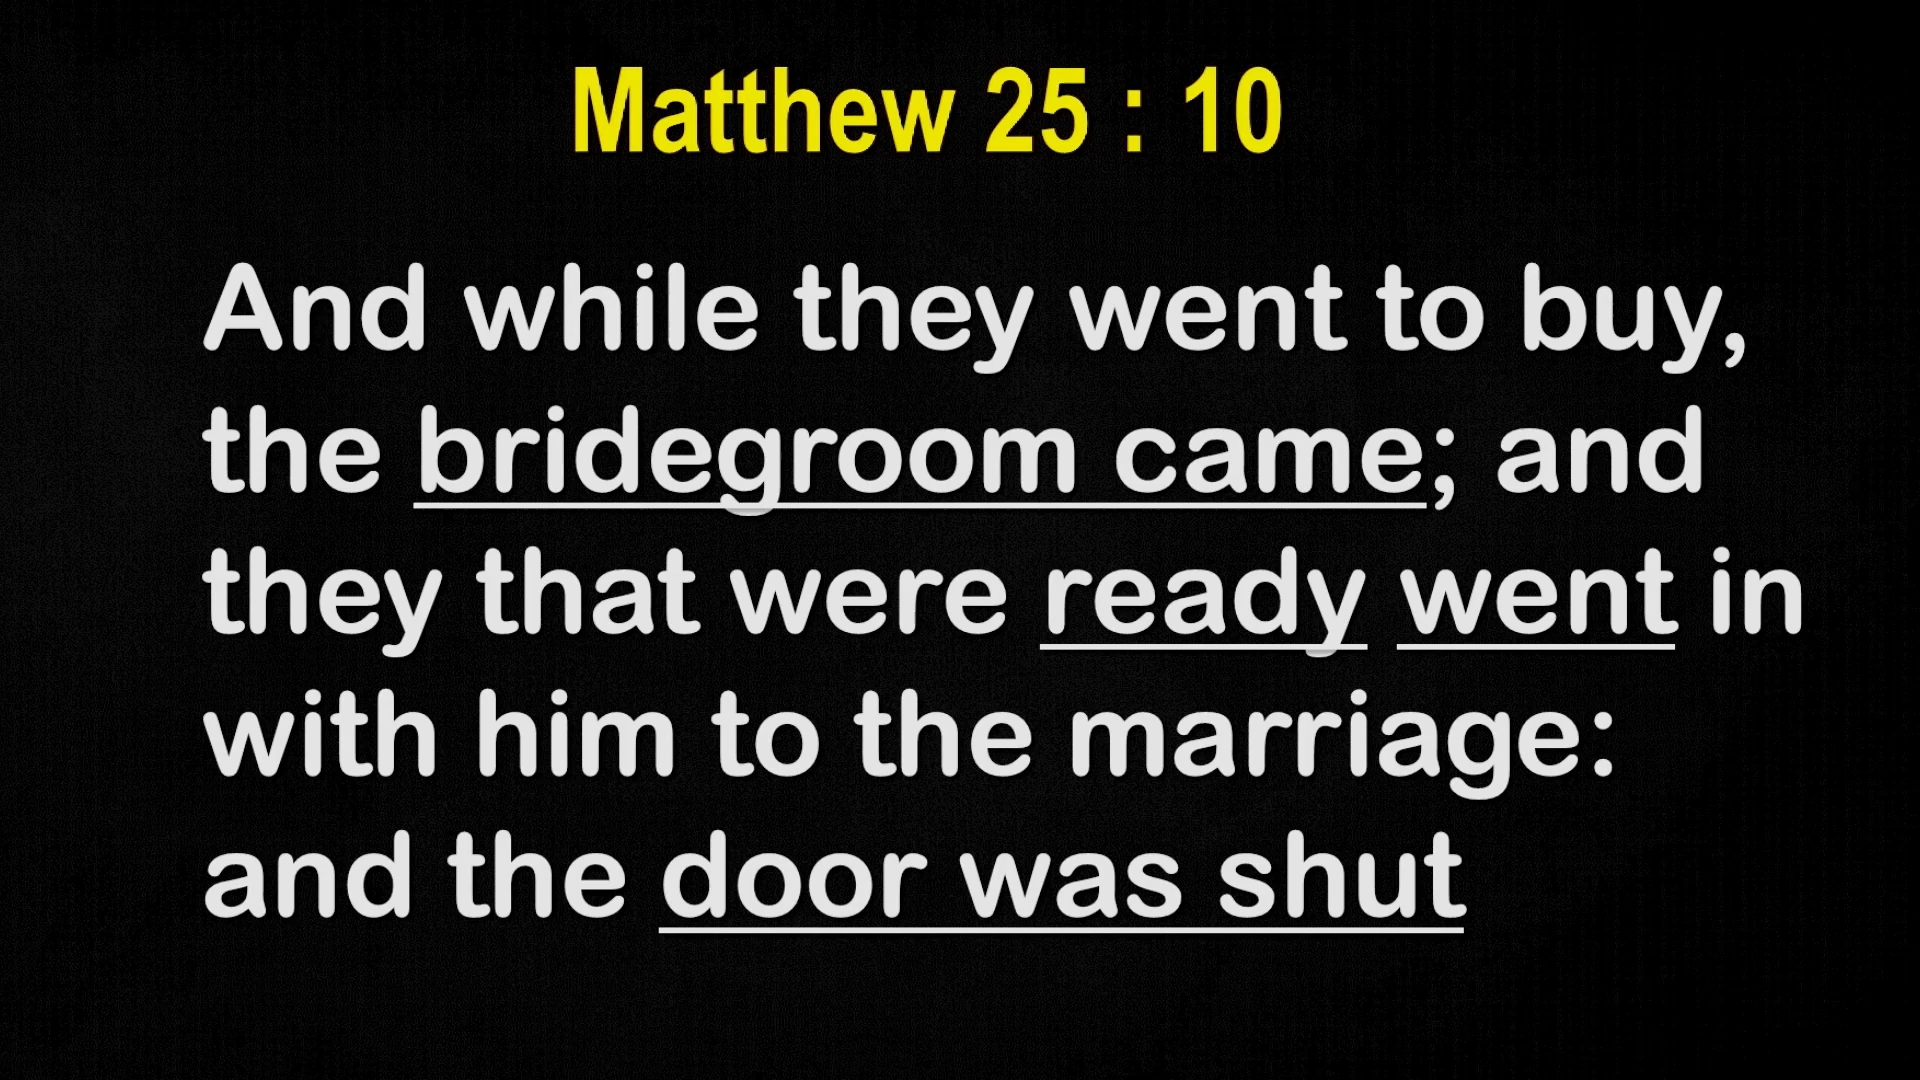 Matthew 25 : 10
And while they went to buy,
the bridegroom came; and
they that were ready went in
with him to the marriage:
and the door was shut